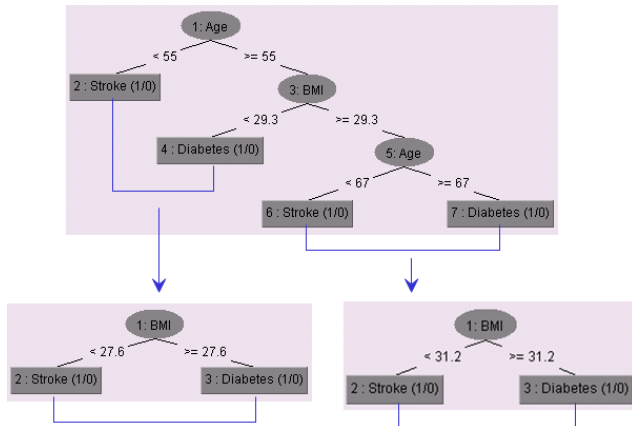 1: Age
< 55 >= 55
2 : Stroke (1/0) 3: BMI
< 29.3 >= 29.3
4 : Diabetes (1/0) 5: Age
< 67 >= 67
6 : Stroke (1/0) 7 : Diabetes (1/0)
1: BMI
< 27.6 >= 27.6
2 : Stroke (1/0) 3 : Diabetes (1/0)
1: BMI
< 31.2 >= 31.2
2 : Stroke (1/0) 3 : Diabetes (1/0)